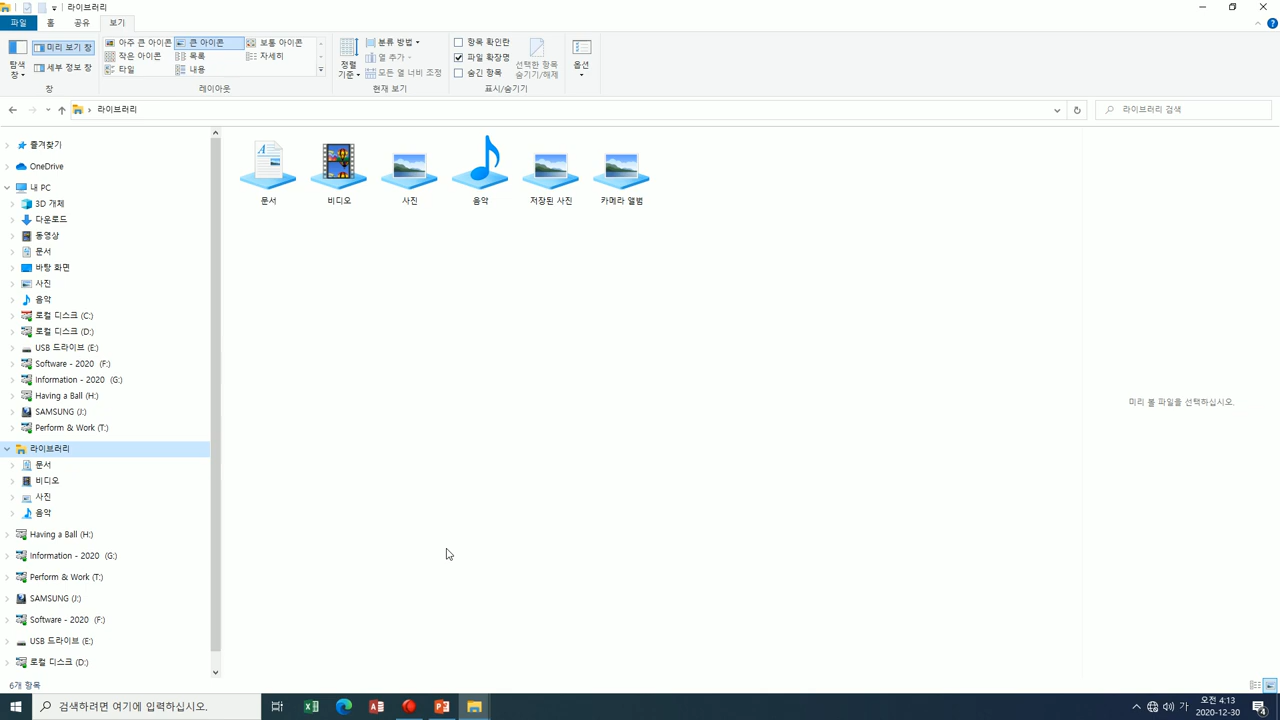 라이브러리
파일 홈 공유 보기
탐색 창
미리 보기 창
세부 정보 창
창
아주 큰 아이콘 큰 아이콘 보통 아이콘
작은 아이콘 목록 자세히
타일 내용
레이아웃
정렬 기준
분류 방법
열 추가
모든 열 너비 조정
현재 보기
항목 확인란
파일 확장명
숨긴 항목
선택한 항목
숨기기/해제
표시/숨기기
옵션
라이브러리
라이브러리 검색
즐겨찾기
OneDrive
내 PC
3D 개체
다운로드
동영상
문서
바탕 화면
사진
음악
로컬 디스크 (C:)
로컬 디스크 (D:)
USB 드라이브 (E:)
Software - 2020 (F:)
Information - 2020 (G:)
Having a Ball (H:)
SAMSUNG (J:)
Perform & Work (T:)
라이브러리
문서
비디오
사진
음악
Having a Ball (H:)
Information - 2020 (G:)
Perform & Work (T:)
SAMSUNG (J:)
Software - 2020 (F:)
USB 드라이브 (E:)
로컬 디스크 (D:)
문서 비디오 사진 음악 저장된 사진 카메라 앨범
미리 볼 파일을 선택하십시오.
6개 항목
검색하려면 여기에 입력하십시오.
가
오전 4:13
2020-12-30
4